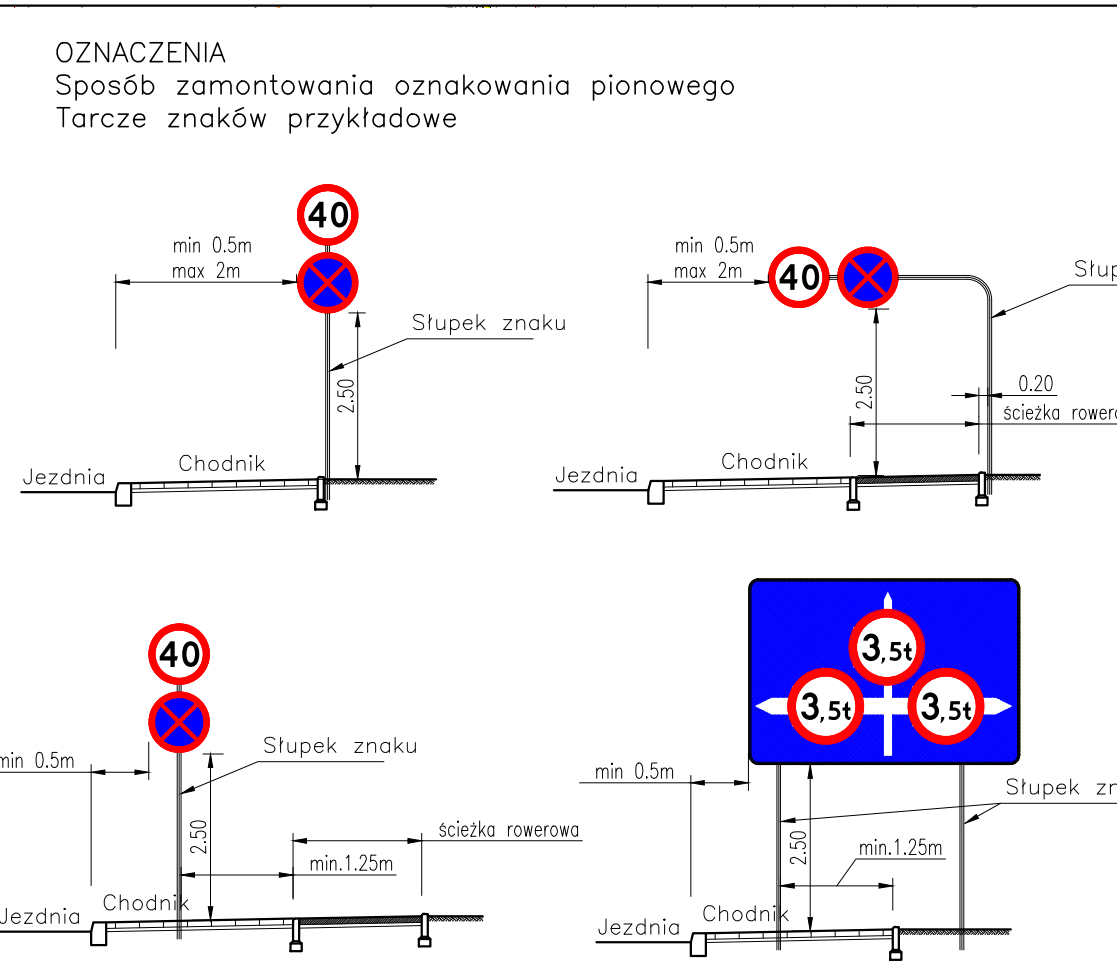 OZNACZENIA
Sposób zamontowania oznakowania pionowego
Tarcze znaków przykładowe
40
min 0.5m
max 2m
Słupek znaku
2.50
Jezdnia
Chodnik
min 0.5m
max 2m
40
Słup
2.50
0.20
ścieżka rowero
Jezdnia
Chodnik
40
min 0.5m
Słupek znaku
2.50
ścieżka rowerowa
min.1.25m
Jezdnia
Chodnik
3,5t
3,5t
3,5t
min 0.5m
Słupek zn
2.50
min.1.25m
Jezdnia
Chodnik